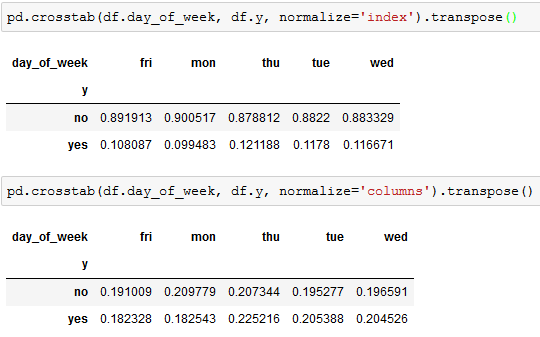 pd.crosstab(df.day_of_week, df.y, normalize='index').transpose()
day_of_week fri mon thu tue wed
y
no 0.891913 0.900517 0.878812 0.8822 0.883329
yes 0.108087 0.099483 0.121188 0.1178 0.116671
pd.crosstab(df.day_of_week, df.y, normalize='columns').transpose()
day_of_week fri mon thu tue wed
y
no 0.191009 0.209779 0.207344 0.195277 0.196591
yes 0.182328 0.182543 0.225216 0.205388 0.204526